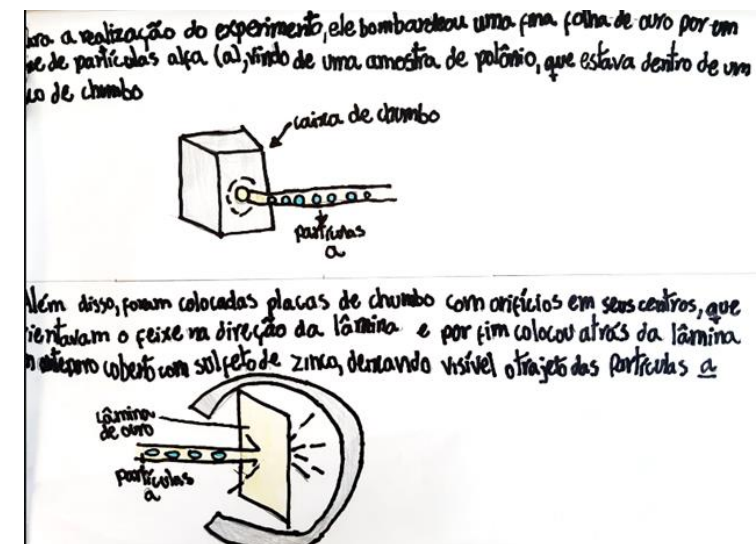 a realização do experimento, ele bombardeou uma fina folha de ouro por um
de partículas alfa (a), vindo de uma amostra de polônio, que estava dentro de um
de chumbo
caixa de chumbo
partículas
a
Além disso, foram colocadas placas de chumbo com orifícios em seus centros, que
o feixe na direção da lâmina e por fim colocou atrás da lâmina
coberto com sulfeto de zinco, deixando visível o trajeto das partículas a
lâmina
de ouro
partículas
a